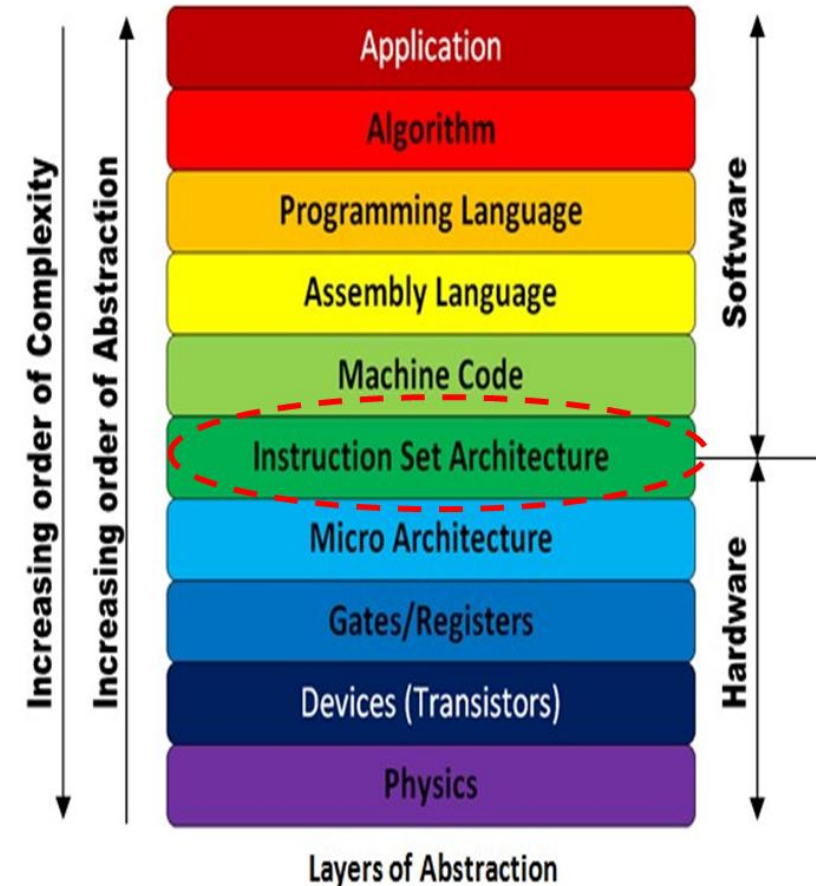 Increasing order of Complexity
Increasing order of Abstraction
Application
Algorithm
Programming Language
Assembly Language
Machine Code
Instruction Set Architecture
Micro Architecture
Gates/Registers
Devices (Transistors)
Physics
Software
Hardware
Layers of Abstraction